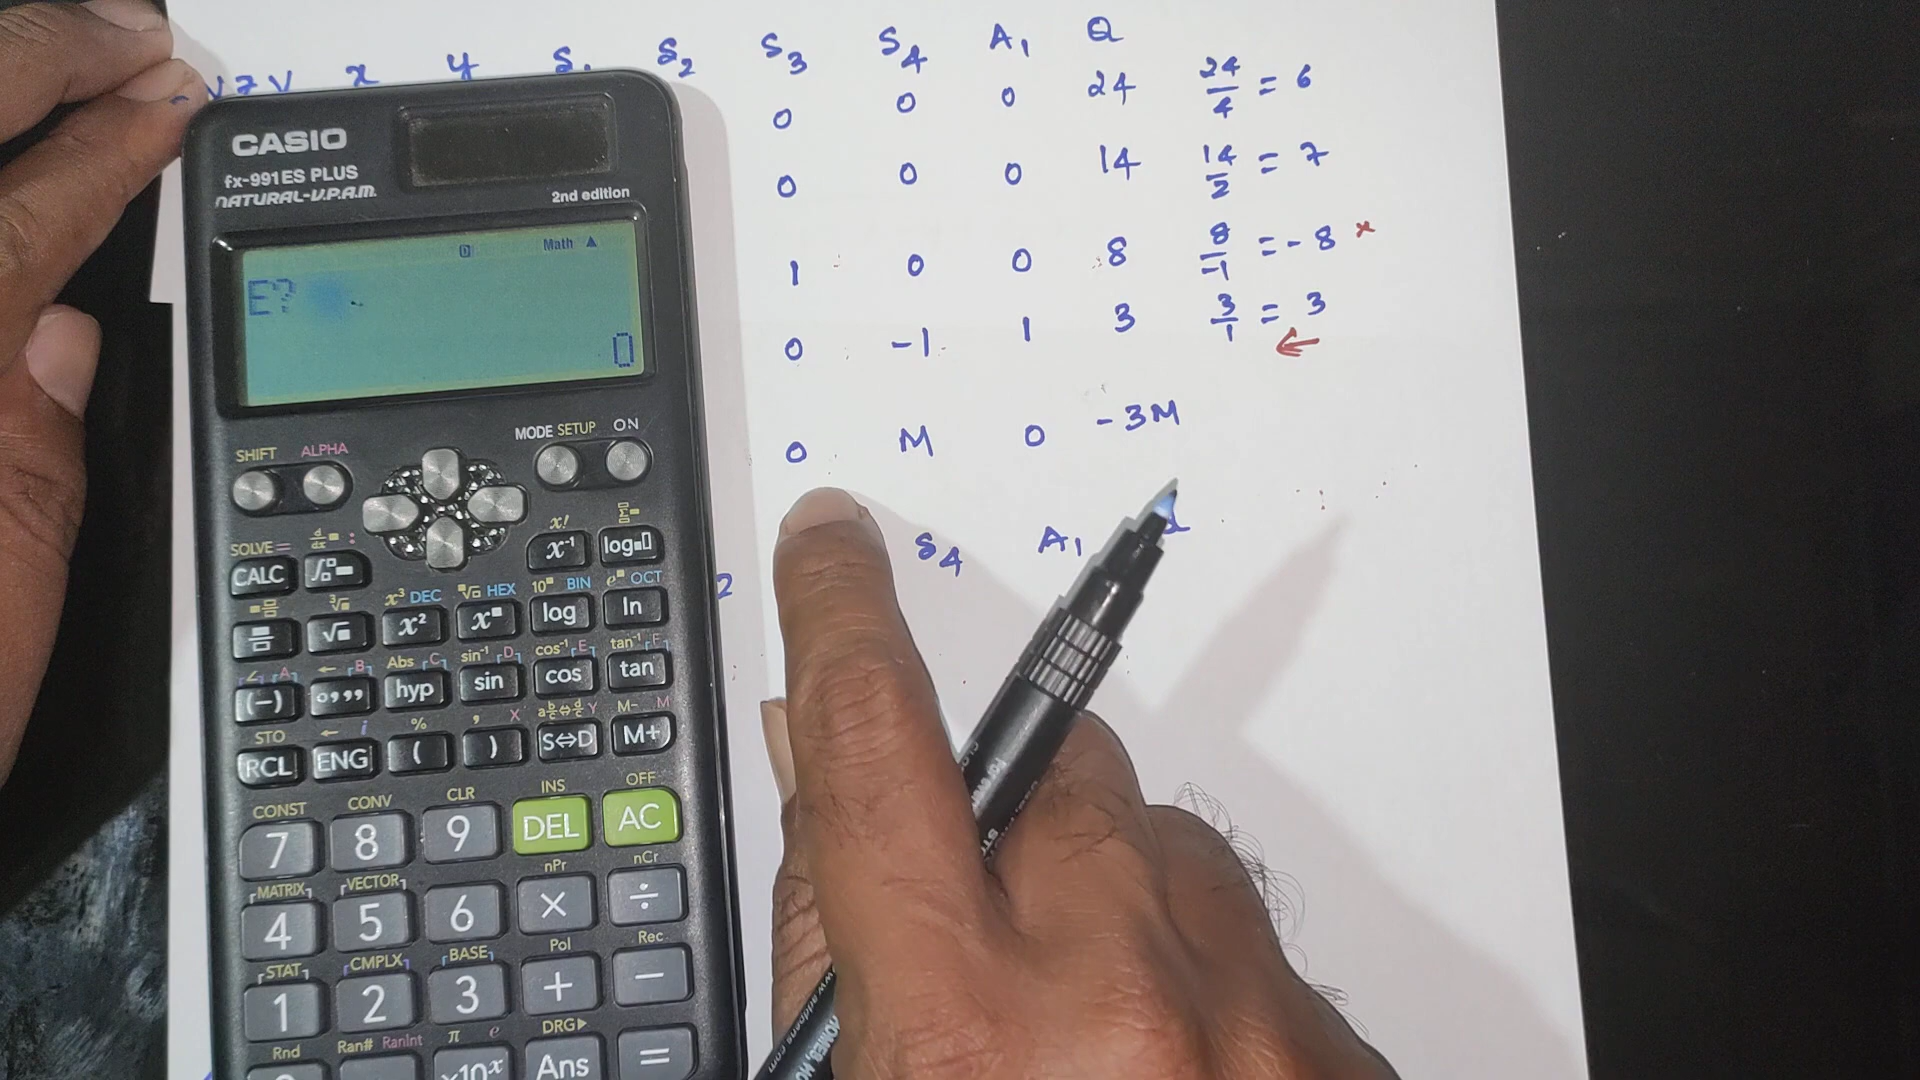 x y S. S2 S3 S4 A1 Q
0 0 0 24 24/4 = 6
0 0 0 14 14/2 = 7
1 0 0 8 8/-1 = -8 ×
0 -1 1 3 3/1 = 3 ←
0 M 0 -3M
S4 A1
2
CASIO
fx-991ES PLUS
NATURAL-V.P.A.M.
2nd edition
D Math ▲
E?
0
SHIFT ALPHA MODE SETUP ON
x! 
SOLVE = d/dx :
CALC ∫ x⁻¹ log
x³ DEC ˣ√ HEX 10 BIN e OCT
³√
√ x² x log ln
∠ A ← B Abs C sin⁻¹ D cos⁻¹ E tan⁻¹ F
(−) °,,, hyp sin cos tan
STO ← i % , X a b/c ⇔ d/c Y M- M
RCL ENG ( ) S⇔D M+
CONST CONV CLR INS OFF
7 8 9 DEL AC
MATRIX VECTOR nPr nCr
4 5 6 × ÷
STAT CMPLX BASE Pol Rec
1 2 3 + −
Rnd Ran# RanInt π e DRG▶
×10ˣ Ans =